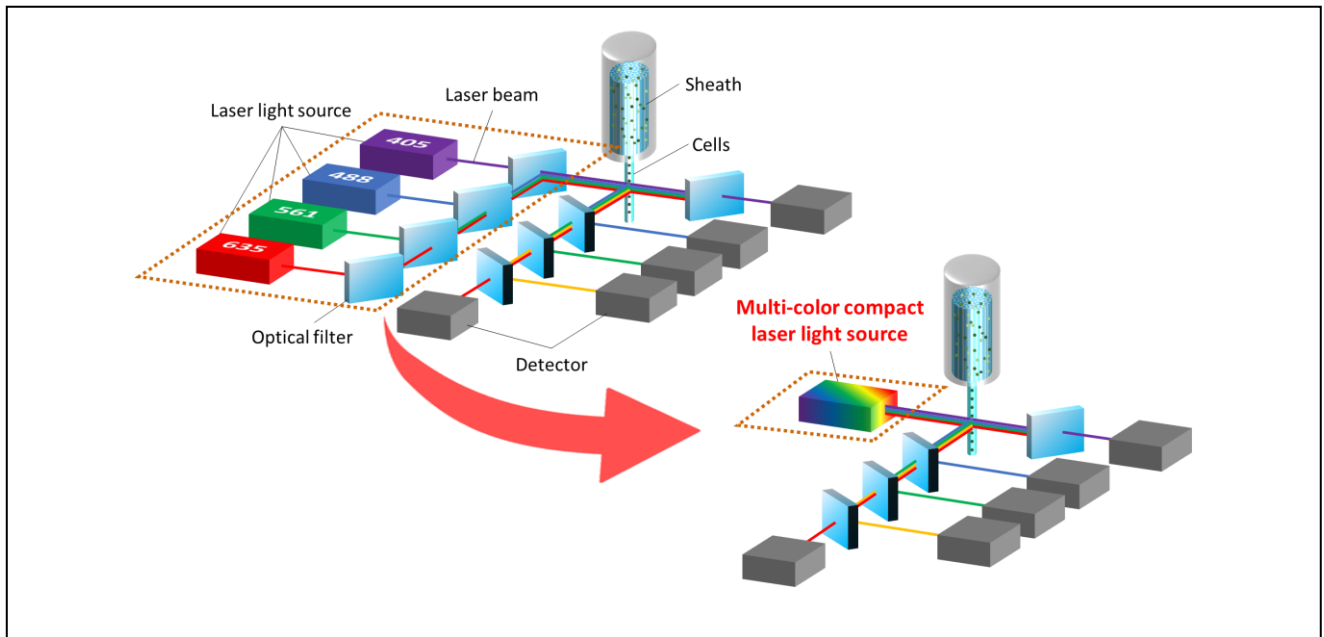 Sheath
Laser beam
Laser light source
405
Cells
488
561
635
Optical filter
Detector
Multi-color compact
laser light source